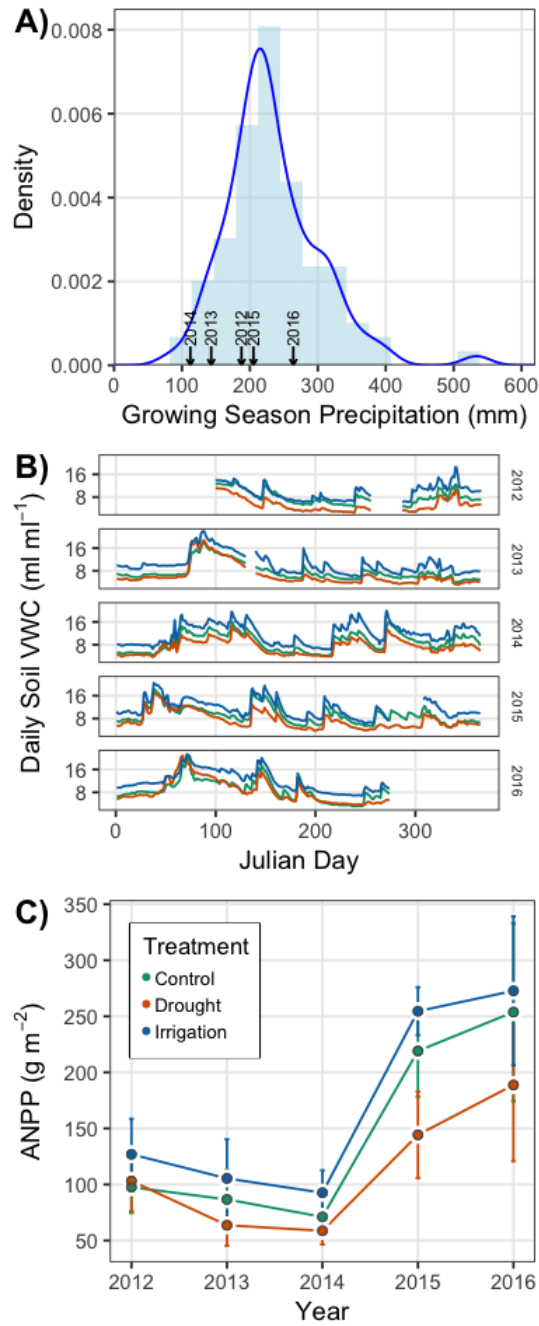 A)
0.008
0.006
0.004
0.002
0.000
Density
2014
2013
2012
2015
2016
0 100 200 300 400 500 600
Growing Season Precipitation (mm)
B)
Daily Soil VWC (ml ml⁻¹)
16
8
2012
16
8
2013
16
8
2014
16
8
2015
16
8
2016
0 100 200 300
Julian Day
C)
350
300
250
200
150
100
50
ANPP (g m⁻²)
Treatment
Control
Drought
Irrigation
2012 2013 2014 2015 2016
Year